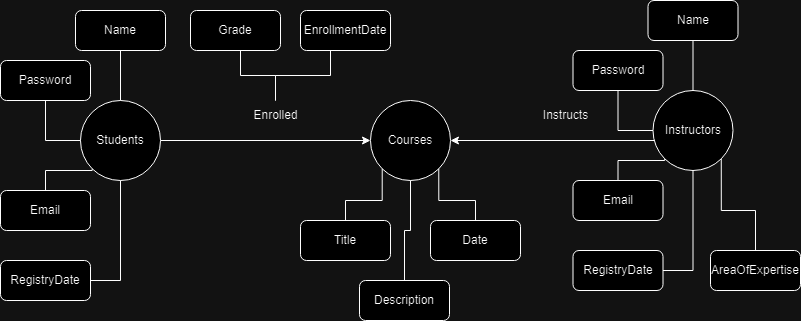 Name
Grade
EnrollmentDate
Name
Password
Password
Enrolled
Instructs
Students
Courses
Instructors
Email
Email
Title
Date
RegistryDate
RegistryDate
AreaOfExpertise
Description